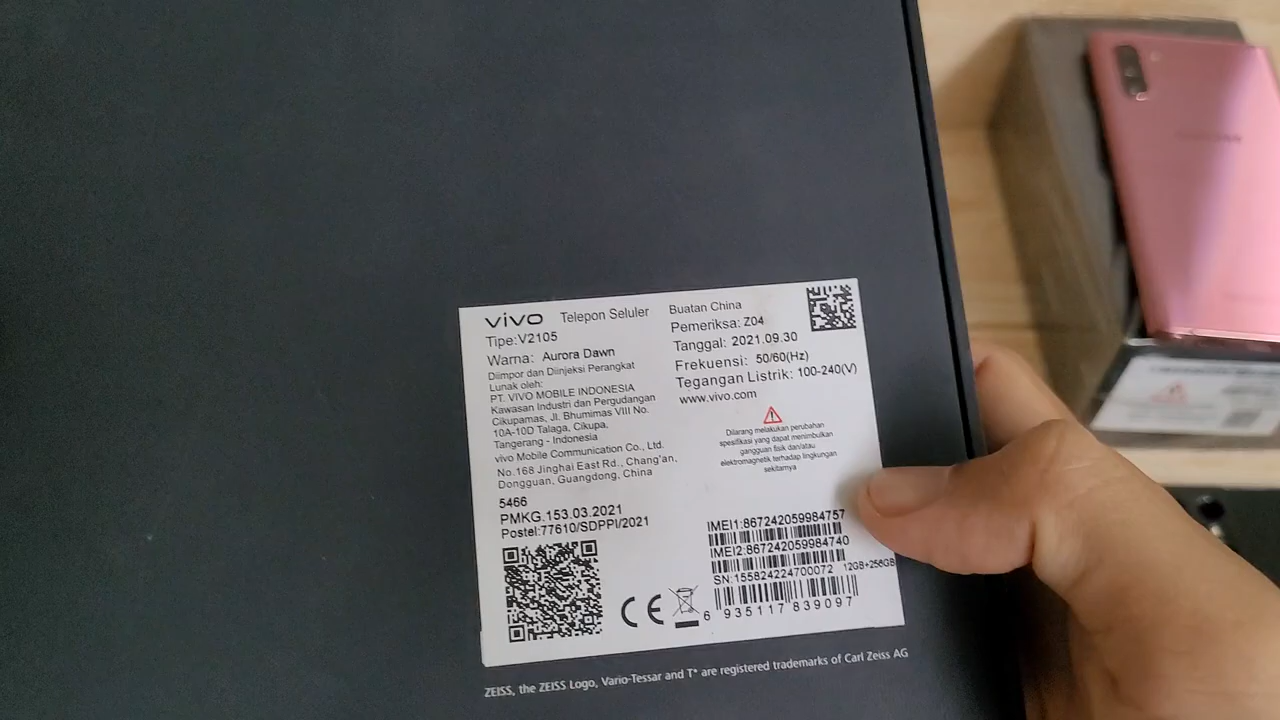 vivo Telepon Seluler
Tipe:V2105
Warna: Aurora Dawn
Diimpor dan Diinjeksi Perangkat
Lunak oleh:
PT. VIVO MOBILE INDONESIA
Kawasan Industri dan Pergudangan
Cikupamas, Jl. Bhumimas VIII No.
10A-10D Talaga, Cikupa,
Tangerang - Indonesia
vivo Mobile Communication Co., Ltd.
No.168 Jinghai East Rd., Chang'an,
Dongguan, Guangdong, China
5466
PMKG.153.03.2021
Postel:77610/SDPPI/2021
Buatan China
Pemeriksa: Z04
Tanggal: 2021.09.30
Frekuensi: 50/60(Hz)
Tegangan Listrik: 100-240(V)
www.vivo.com
Dilarang melakukan perubahan
spesifikasi yang dapat menimbulkan
gangguan fisik dan/atau
elektromagnetik terhadap lingkungan
sekitarnya
IMEI1:867242059984757
IMEI2:867242059984740
SN:155824224700072 12GB+256GB
6 935117 839097
CE
ZEISS, the ZEISS Logo, Vario-Tessar and T* are registered trademarks of Carl Zeiss AG